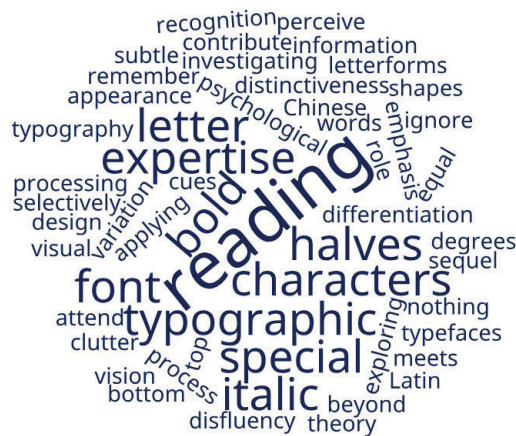 recognition
perceive
contribute
information
subtle
investigating
letterforms
remember
psychological
distinctiveness
shapes
appearance
Chinese
emphasis
typography
letter
words
ignore
role
equal
expertise
processing
cues
bold
reading
selectively
variation
applying
differentiation
design
visual
halves
degrees
sequel
font
characters
attend
typographic
exploring
nothing
typefaces
clutter
process
top
special
meets
vision
italic
Latin
bottom
beyond
disfluency
theory